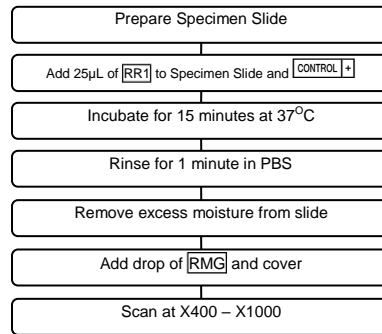 Prepare Specimen Slide
Add 25µL of RR1 to Specimen Slide and CONTROL +
Incubate for 15 minutes at 37°C
Rinse for 1 minute in PBS
Remove excess moisture from slide
Add drop of RMG and cover
Scan at X400 – X1000